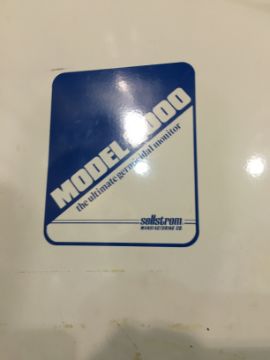 MODEL
the ultimate germicidal monitor
sellstrom
MANUFACTURING CO.